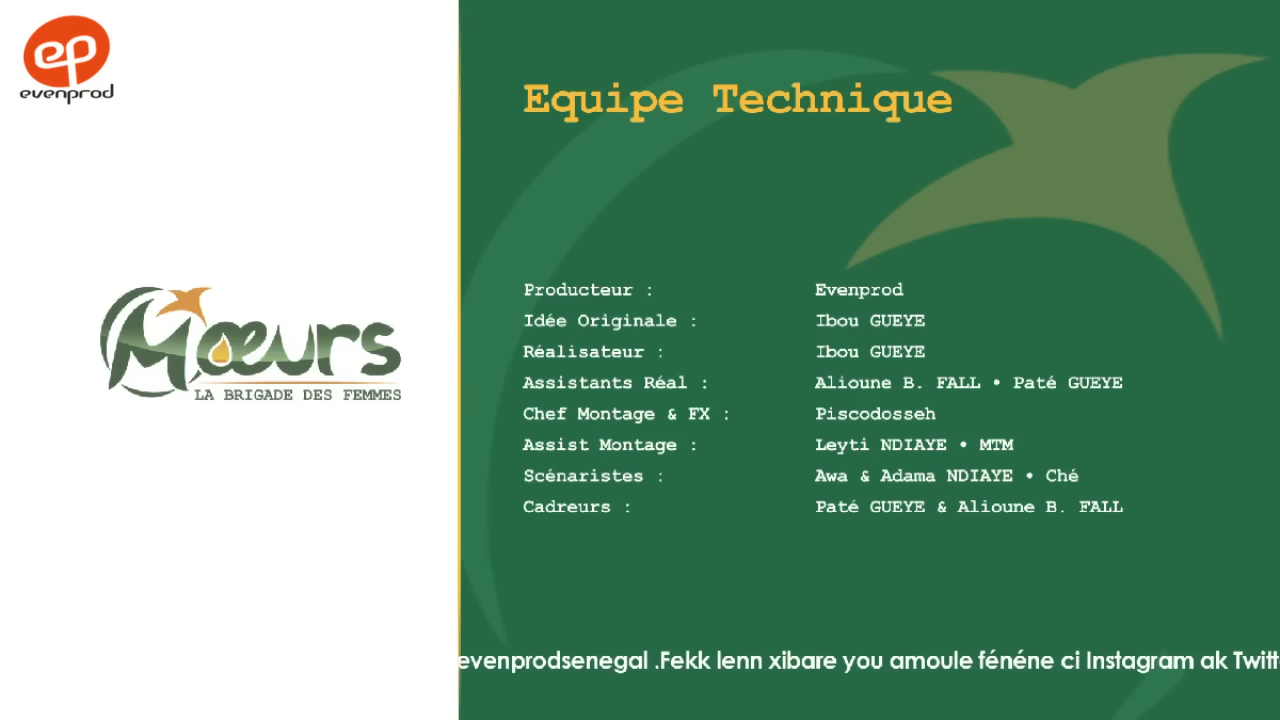 ep
evenprod
Equipe Technique
Mœurs
LA BRIGADE DES FEMMES
Producteur : Evenprod
Idée Originale : Ibou GUEYE
Réalisateur : Ibou GUEYE
Assistants Réal : Alioune B. FALL • Paté GUEYE
Chef Montage & FX : Piscodosseh
Assist Montage : Leyti NDIAYE • MTM
Scénaristes : Awa & Adama NDIAYE • Ché
Cadreurs : Paté GUEYE & Alioune B. FALL
evenprodsenegal .Fekk lenn xibare you amoule fénéne ci Instagram ak Twitt